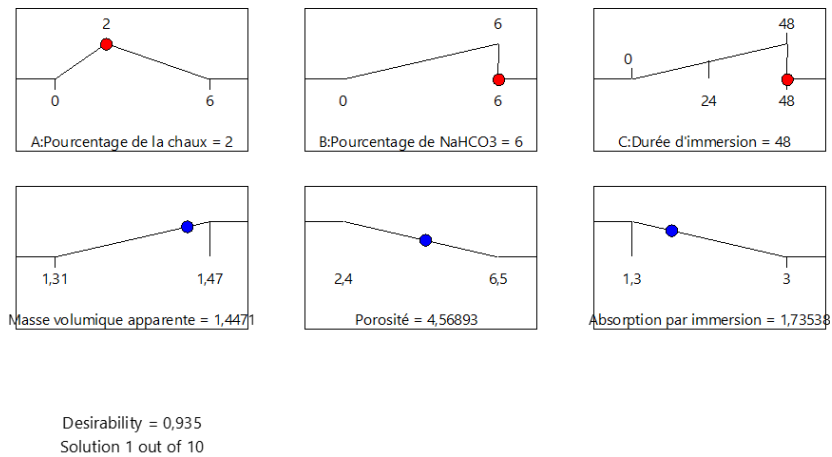 2
0
6
A:Pourcentage de la chaux = 2
6
0
6
B:Pourcentage de NaHCO3 = 6
48
0
24
48
C:Durée d'immersion = 48
1,31
1,47
Masse volumique apparente = 1,4471
2,4
6,5
Porosité = 4,56893
1,3
3
Absorption par immersion = 1,73538
Desirability = 0,935
Solution 1 out of 10